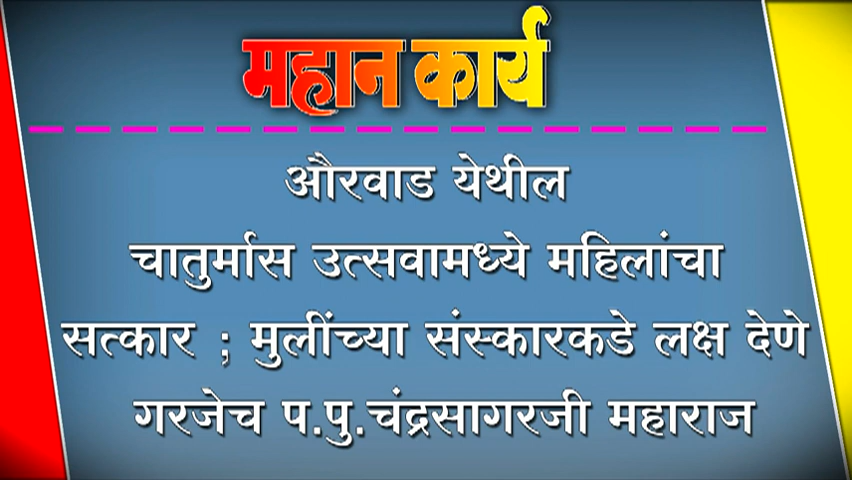 महान कार्य
औरवाड येथील
चातुर्मास उत्सवामध्ये महिलांचा
सत्कार ; मुलींच्या संस्कारकडे लक्ष देणे
गरजेच प.पु.चंद्रसागरजी महाराज